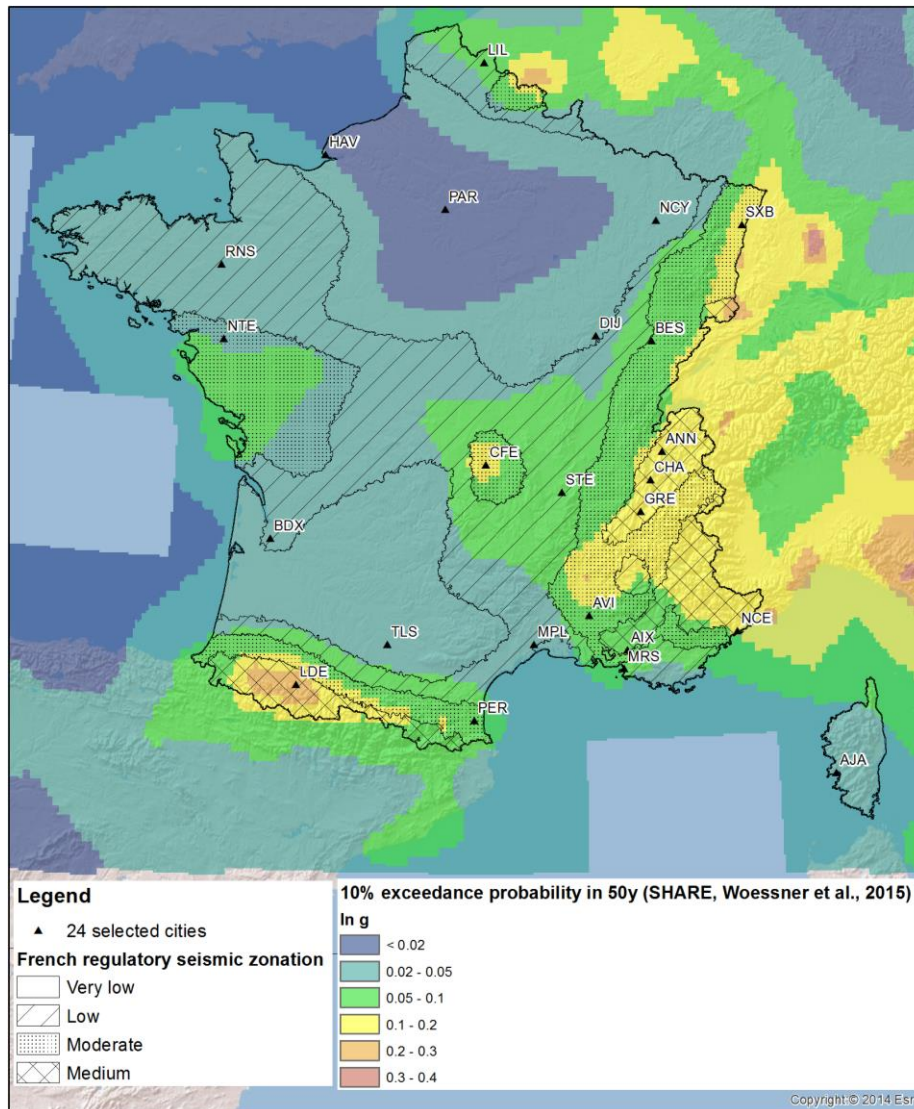 LIL
HAV
PAR
NCY
SXB
RNS
NTE
DIJ
BES
CFE
ANN
CHA
STE
GRE
BDX
AVI
NCE
TLS
MPL
AIX
MRS
LDE
PER
AJA
Legend
24 selected cities
French regulatory seismic zonation
Very low
Low
Moderate
Medium
10% exceedance probability in 50y (SHARE, Woessner et al., 2015)
In g
< 0.02
0.02 - 0.05
0.05 - 0.1
0.1 - 0.2
0.2 - 0.3
0.3 - 0.4
Copyright:© 2014 Esr